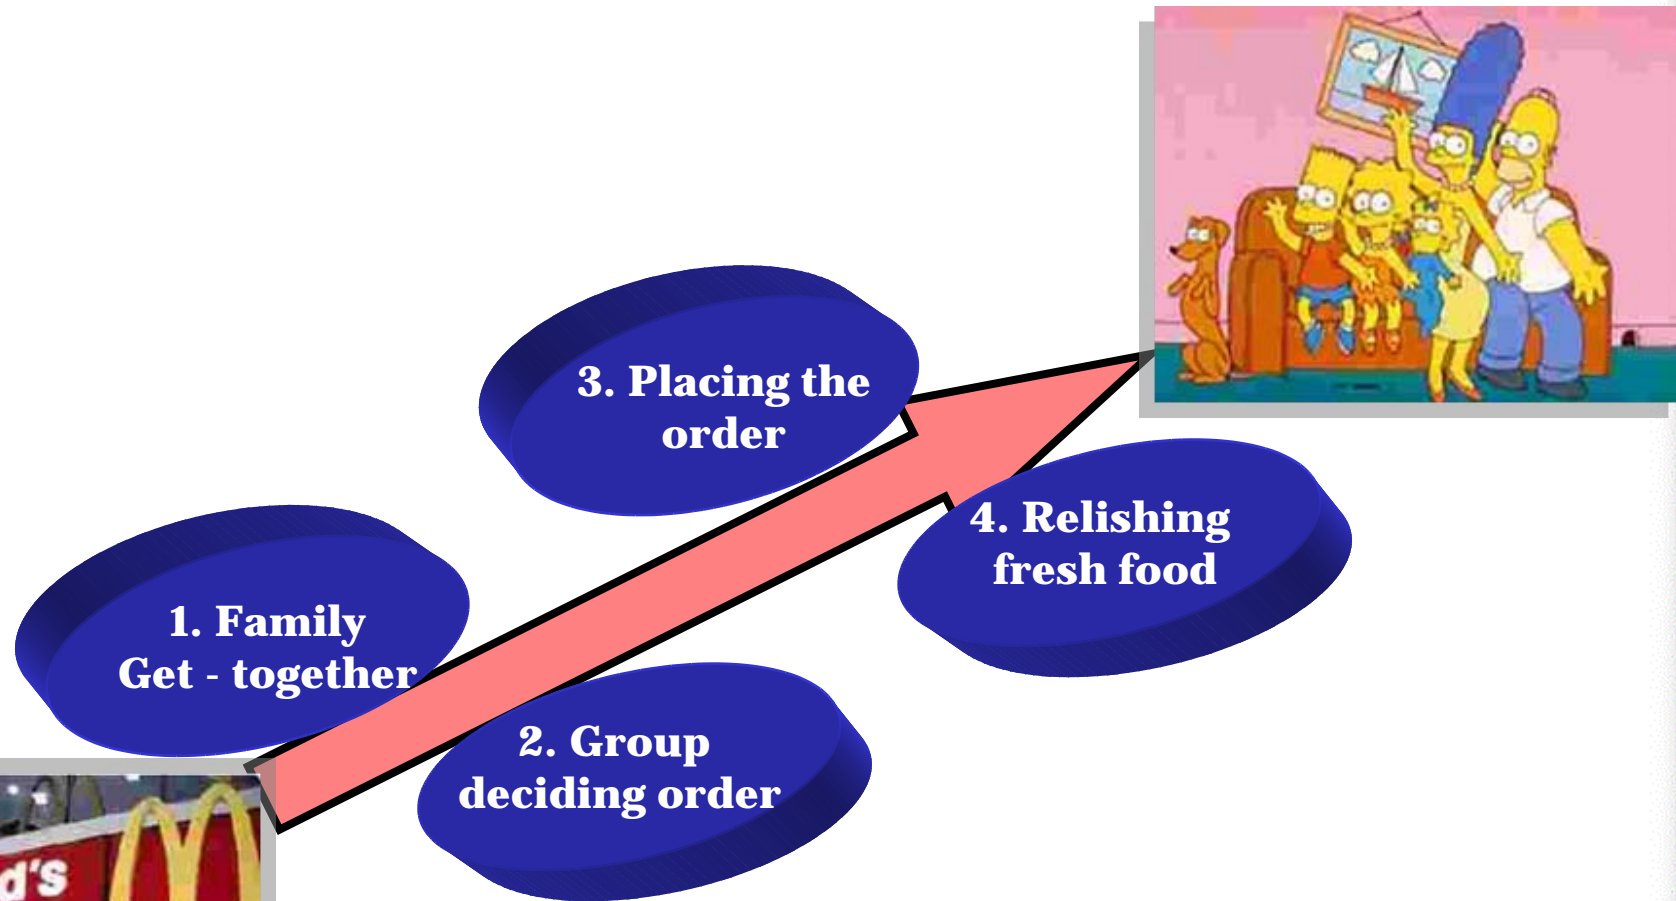 1. Family
Get - together
2. Group
deciding order
3. Placing the
order
4. Relishing
fresh food
d's